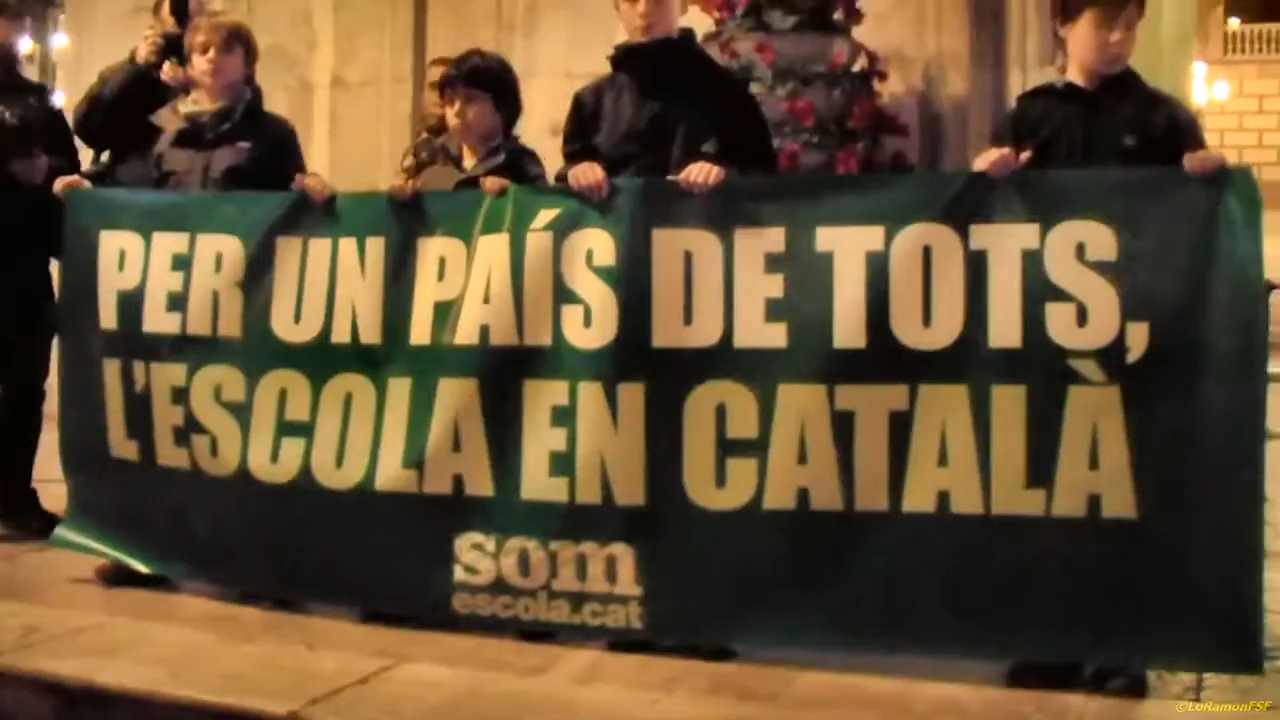 PER UN PAÍS DE TOTS,
L'ESCOLA EN CATALÀ
som
escola.cat
©LoRamonFSF